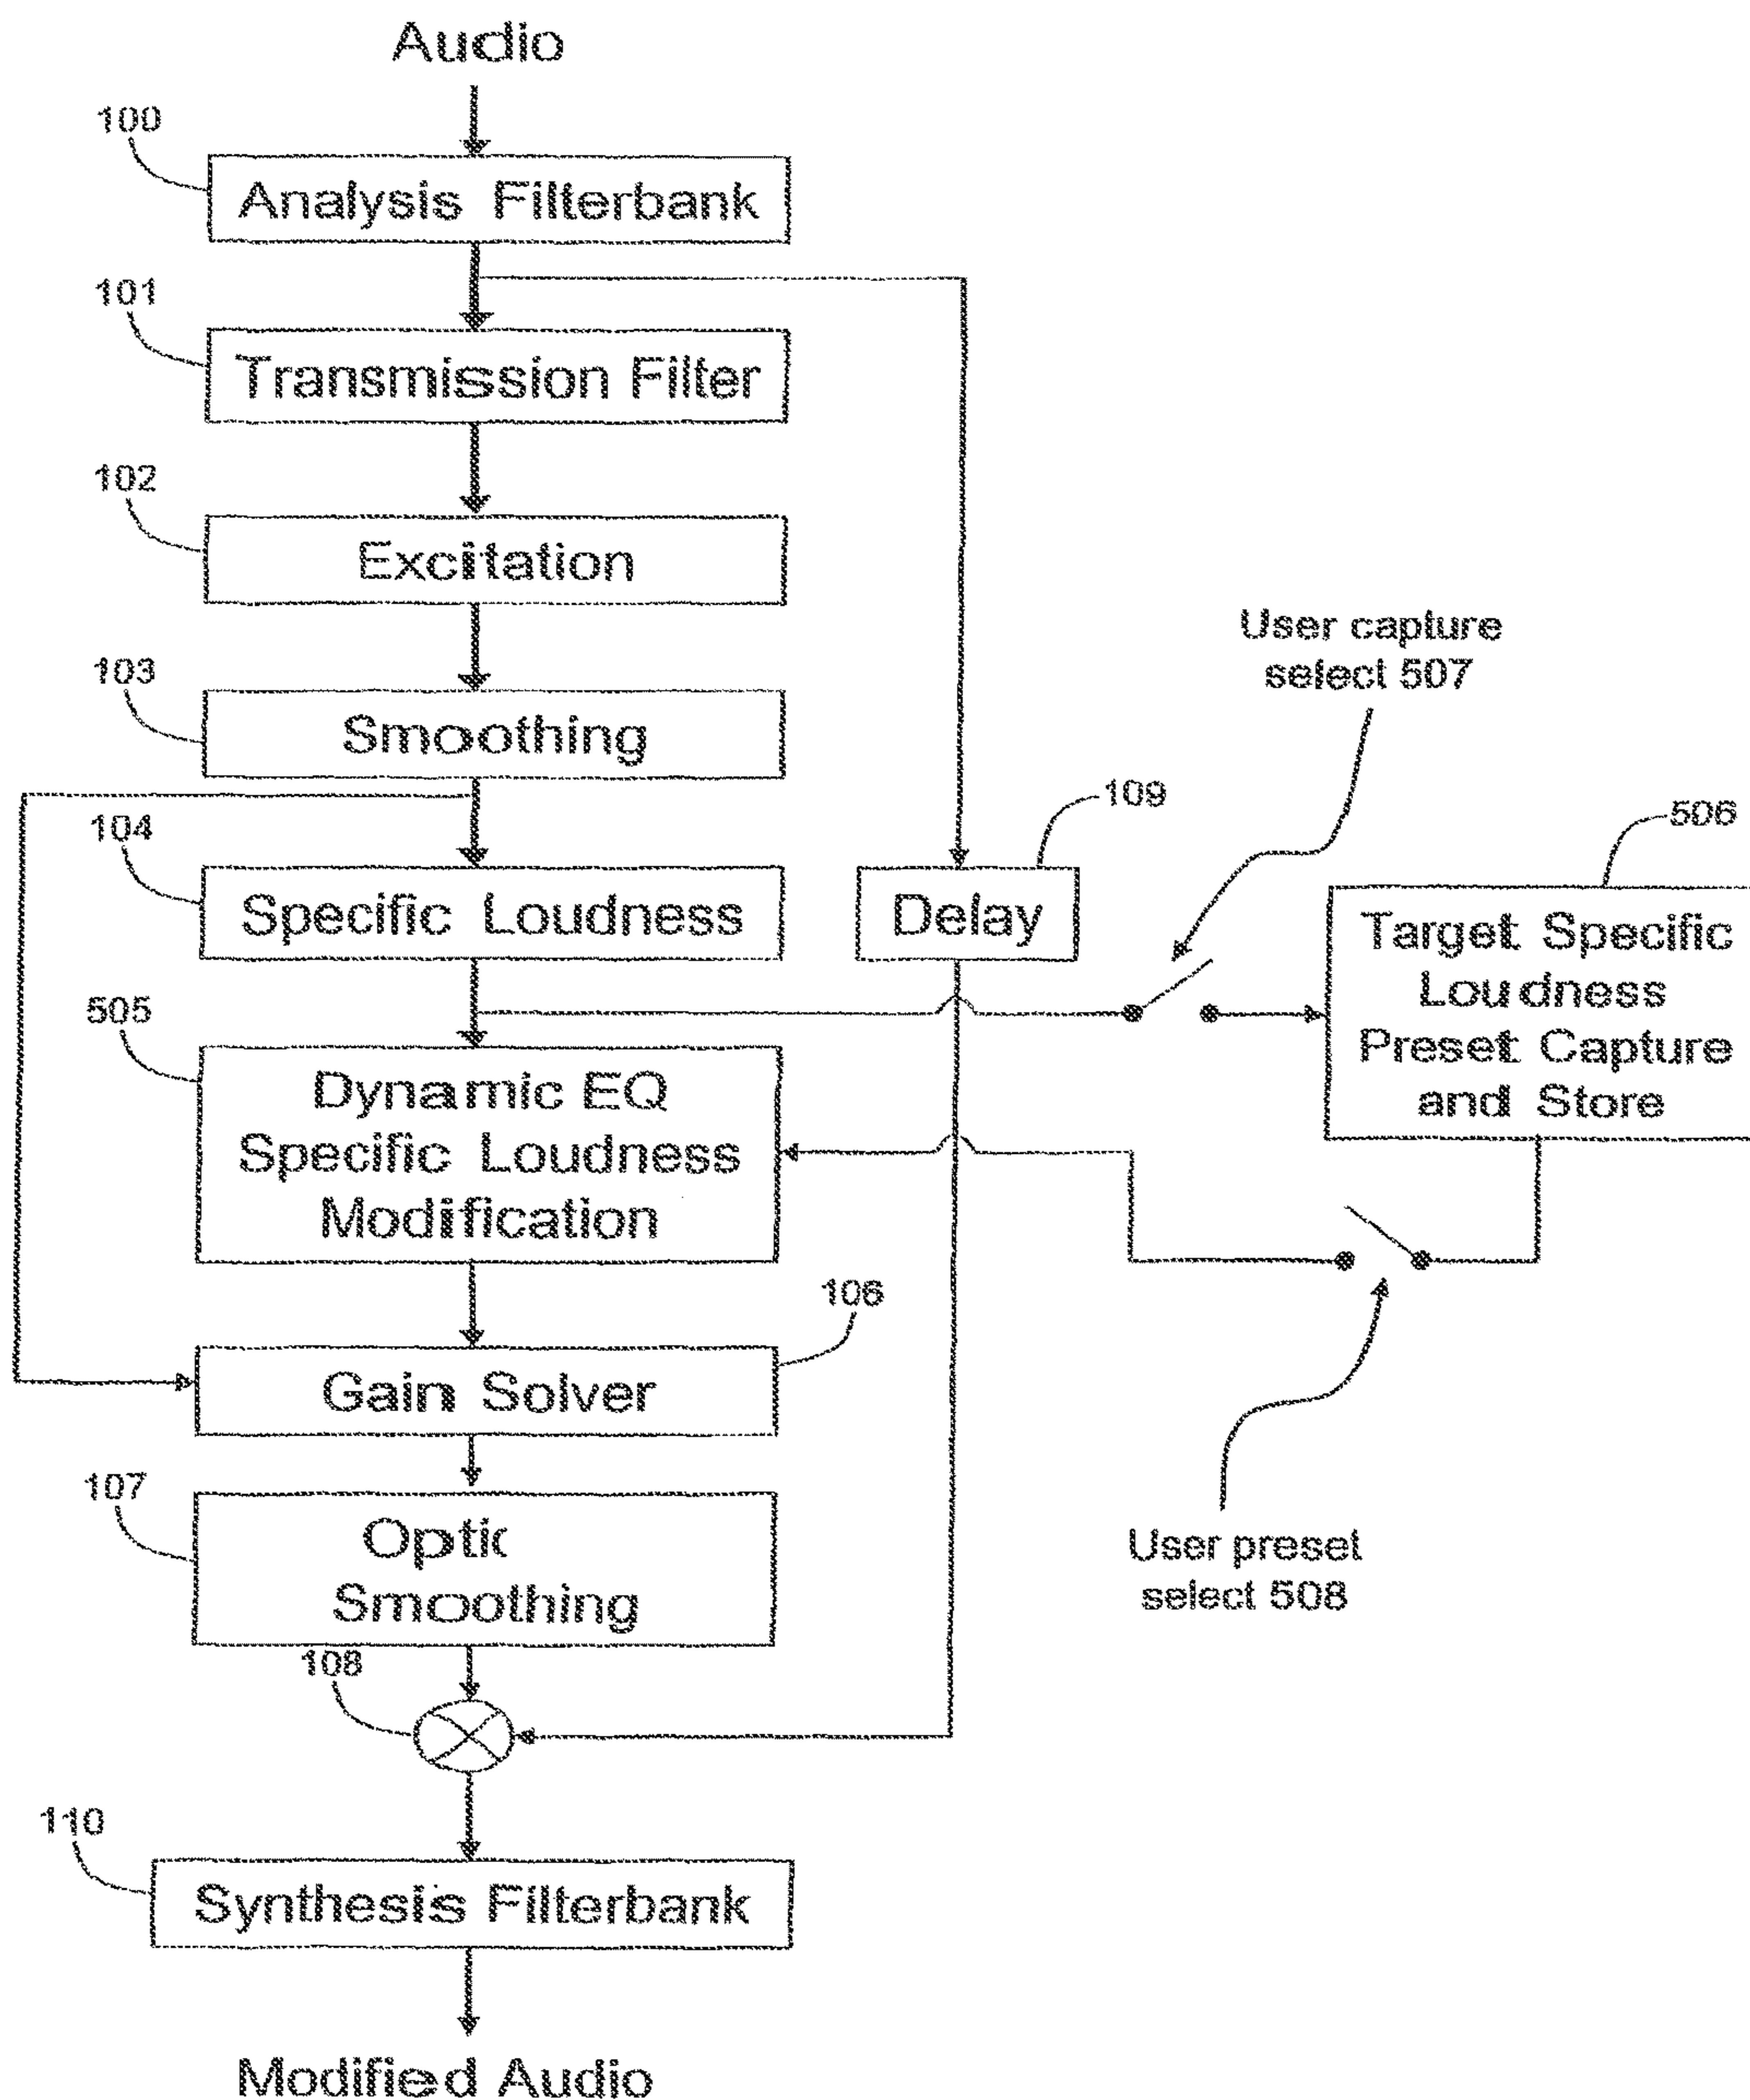 Audio
100
Analysis Filterbank
101
Transmission Filter
102
Excitation
103
Smoothing
User capture
select 507
109
506
104
Specific Loudness
Delay
Target Specific
Loudness
Preset Capture
and Store
505
Dynamic EQ
Specific Loudness
Modification
106
Gain Solver
107
Optic
Smoothing
User preset
select 508
108
110
Synthesis Filterbank
Modified Audio